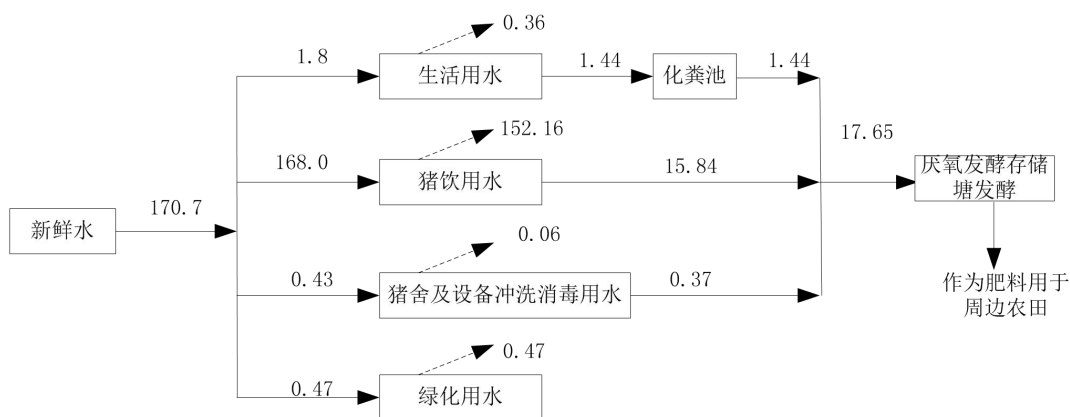 0.36
1.8
生活用水
1.44
化粪池
1.44
152.16
17.65
168.0
猪饮用水
15.84
厌氧发酵存储
塘发酵
新鲜水
170.7
0.06
0.43
猪舍及设备冲洗消毒用水
0.37
作为肥料用于
周边农田
0.47
0.47
绿化用水